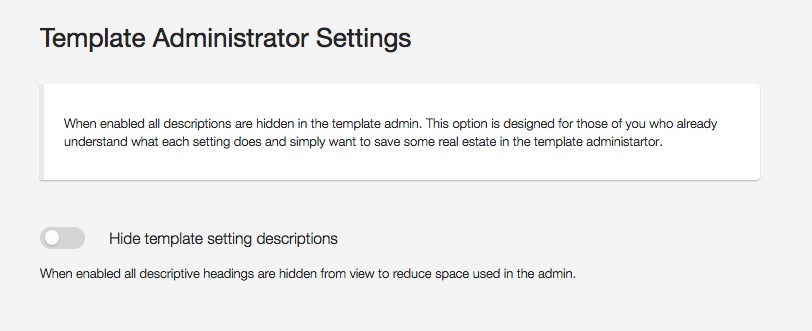 Template Administrator Settings
When enabled all descriptions are hidden in the template admin. This option is designed for those of you who already
understand what each setting does and simply want to save some real estate in the template administartor.
Hide template setting descriptions
When enabled all descriptive headings are hidden from view to reduce space used in the admin.